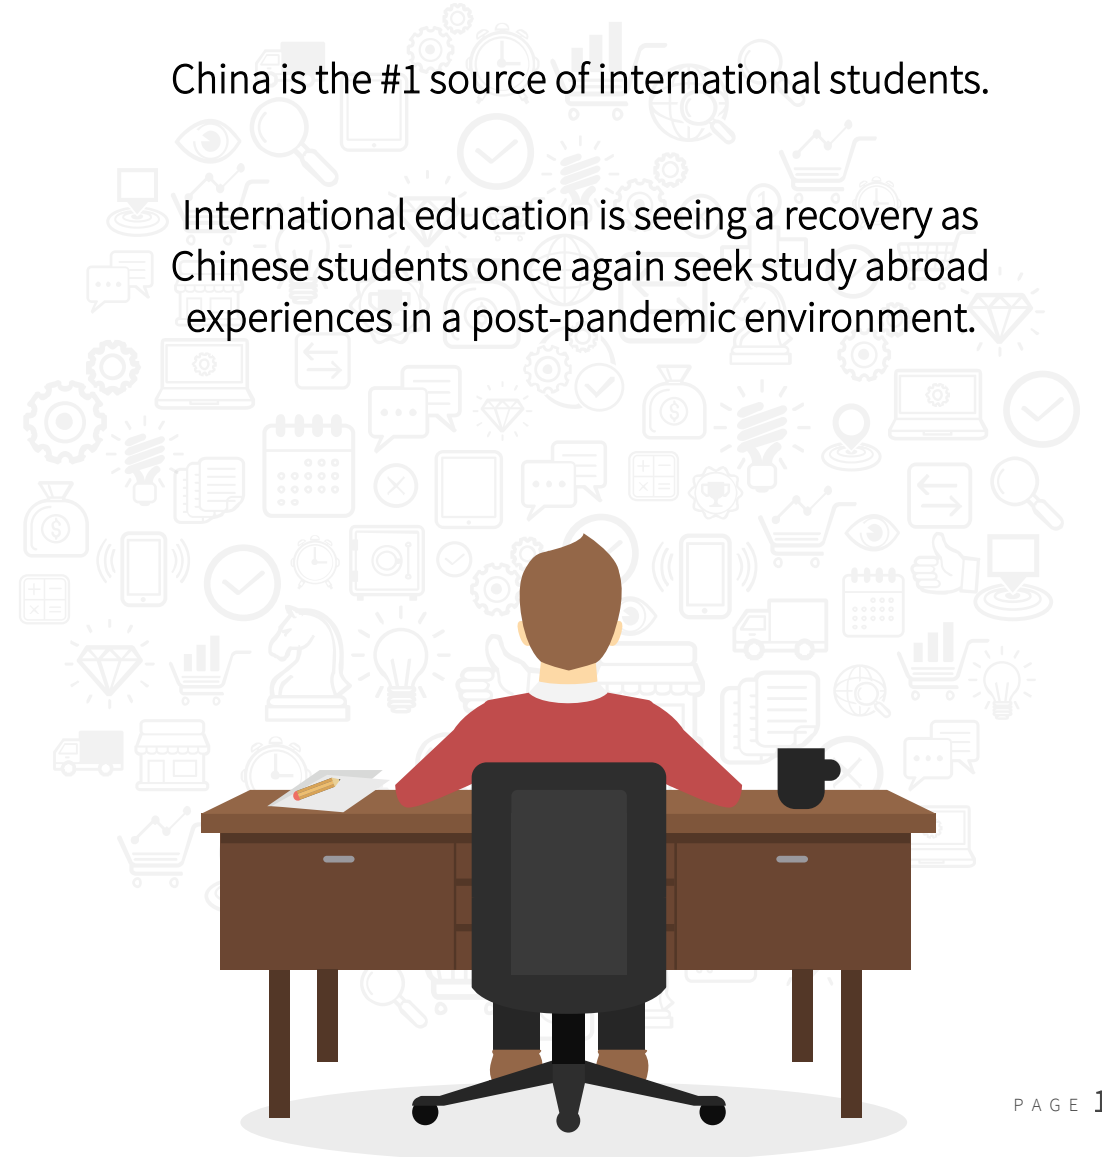 China is the #1 source of international students.
International education is seeing a recovery as
Chinese students once again seek study abroad
experiences in a post-pandemic environment.
PAGE 1